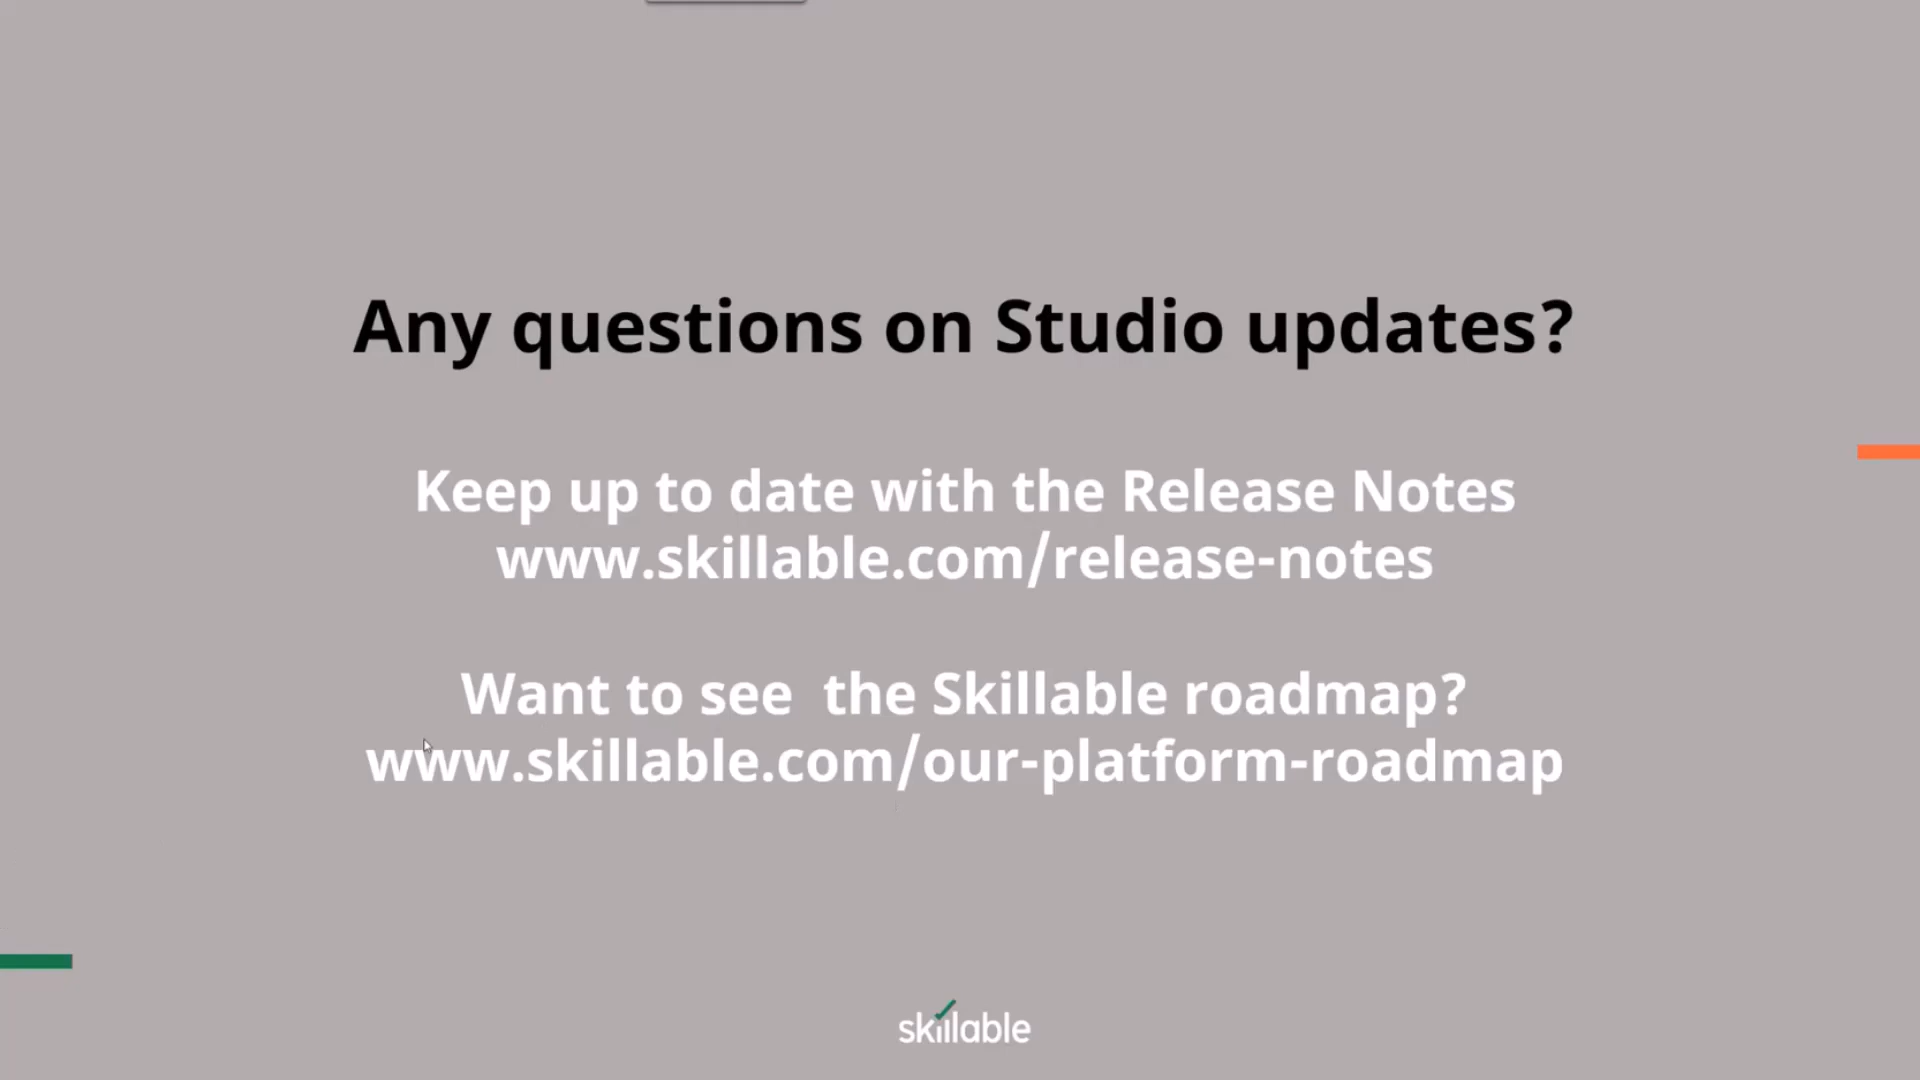 Any questions on Studio updates?
Keep up to date with the Release Notes
www.skillable.com/release-notes
Want to see  the Skillable roadmap?
www.skillable.com/our-platform-roadmap
skillable